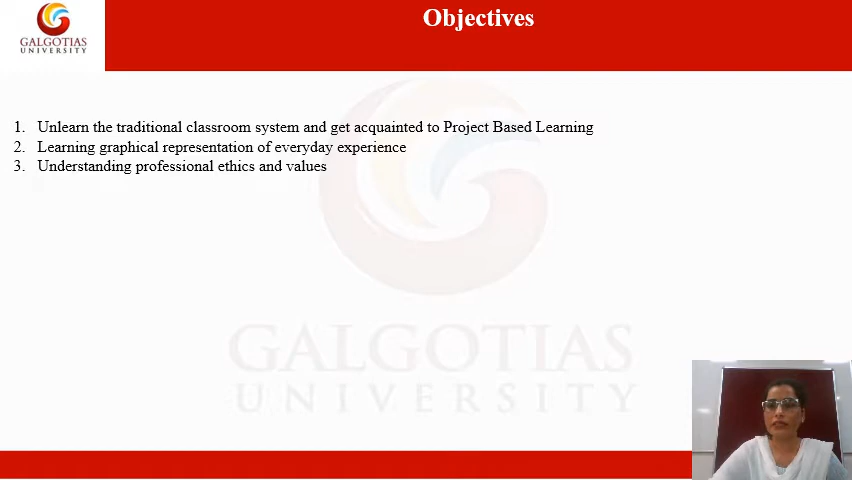 GALGOTIAS
UNIVERSITY
Objectives
1. Unlearn the traditional classroom system and get acquainted to Project Based Learning
2. Learning graphical representation of everyday experience
3. Understanding professional ethics and values
GALGOTIAS
UNIVERSITY